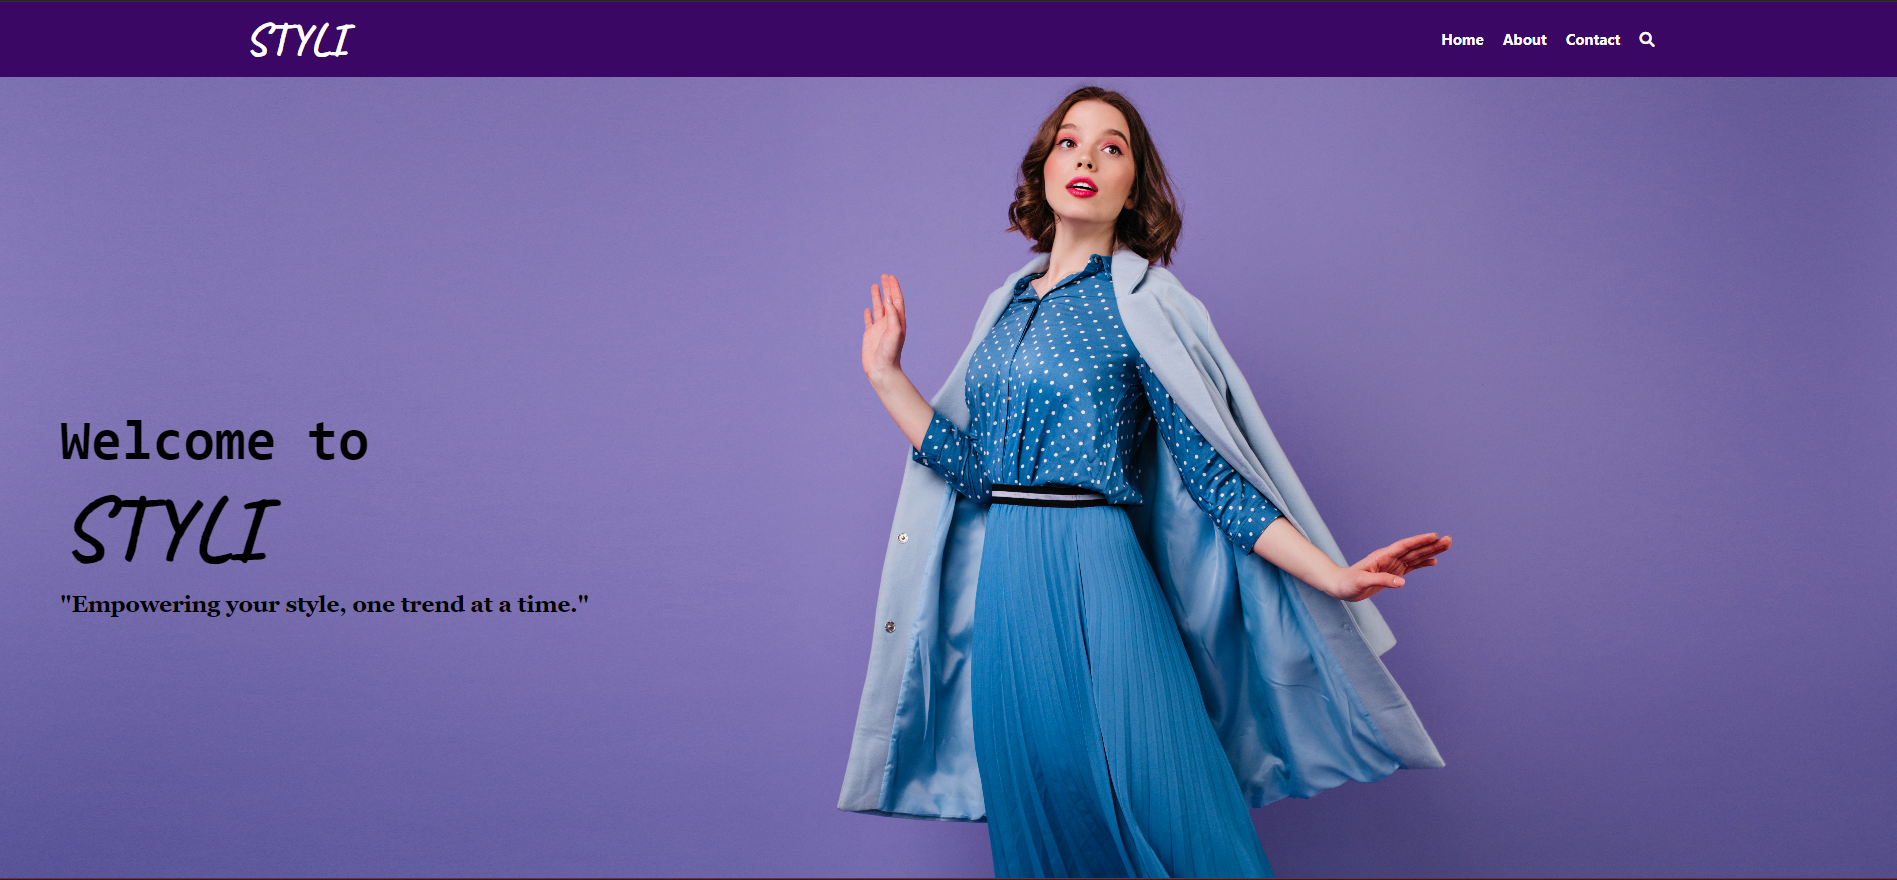 STYLI
Home About Contact
Welcome to
STYLI
"Empowering your style, one trend at a time."